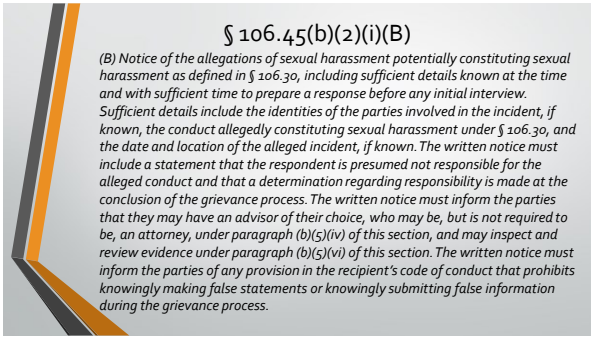 § 106.45(b)(2)(i)(B)
(B) Notice of the allegations of sexual harassment potentially constituting sexual
harassment as defined in § 106.30, including sufficient details known at the time
and with sufficient time to prepare a response before any initial interview.
Sufficient details include the identities of the parties involved in the incident, if
known, the conduct allegedly constituting sexual harassment under § 106.30, and
the date and location of the alleged incident, if known. The written notice must
include a statement that the respondent is presumed not responsible for the
alleged conduct and that a determination regarding responsibility is made at the
conclusion of the grievance process. The written notice must inform the parties
that they may have an advisor of their choice, who may be, but is not required to
be, an attorney, under paragraph (b)(5)(iv) of this section, and may inspect and
review evidence under paragraph (b)(5)(vi) of this section. The written notice must
inform the parties of any provision in the recipient's code of conduct that prohibits
knowingly making false statements or knowingly submitting false information
during the grievance process.